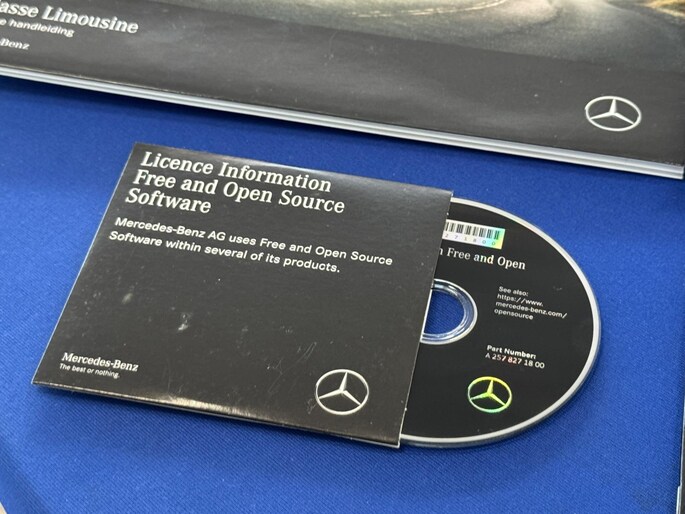 asse Limousine
e handleiding
-Benz
Licence Information
Free and Open Source
Software
Mercedes-Benz AG uses Free and Open Source
Software within several of its products.
Mercedes-Benz
The best or nothing.
n Free and Open
See also:
https://www.
mercedes-benz.com/
opensource
Part Number:
A 257 827 18 00